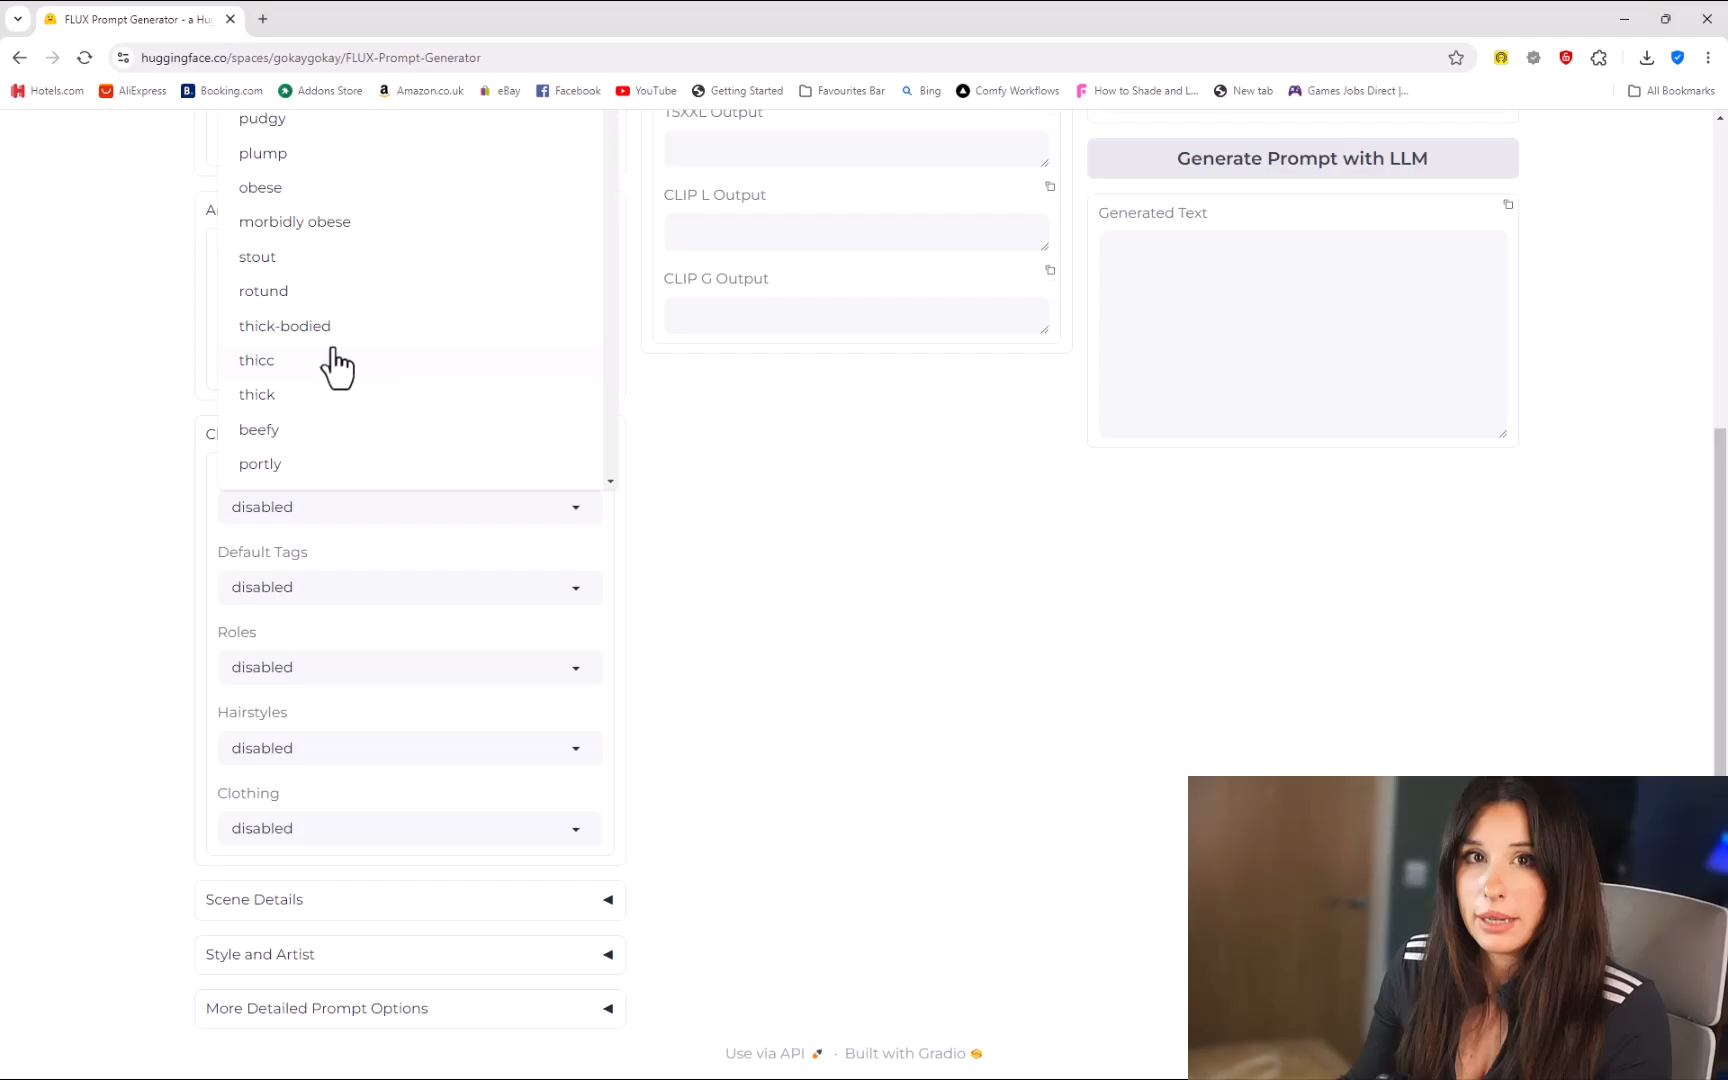 FLUX Prompt Generator - a Hug
huggingface.co/spaces/gokaygokay/FLUX-Prompt-Generator
Hotels.com
AliExpress
B.
Booking.com
Addons Store
a
Amazon.co.uk
eBay
Facebook
YouTube
Getting Started
Favourites Bar
Bing
Comfy Workflows
How to Shade and L...
New tab
Games Jobs Direct |...
All Bookmarks
pudgy
plump
obese
morbidly obese
stout
rotund
thick-bodied
thicc
thick
beefy
portly
Ar
Ch
disabled
Default Tags
disabled
Roles
disabled
Hairstyles
disabled
Clothing
disabled
Scene Details
Style and Artist
More Detailed Prompt Options
T5XXL Output
CLIP L Output
CLIP G Output
Generate Prompt with LLM
Generated Text
Use via API · Built with Gradio